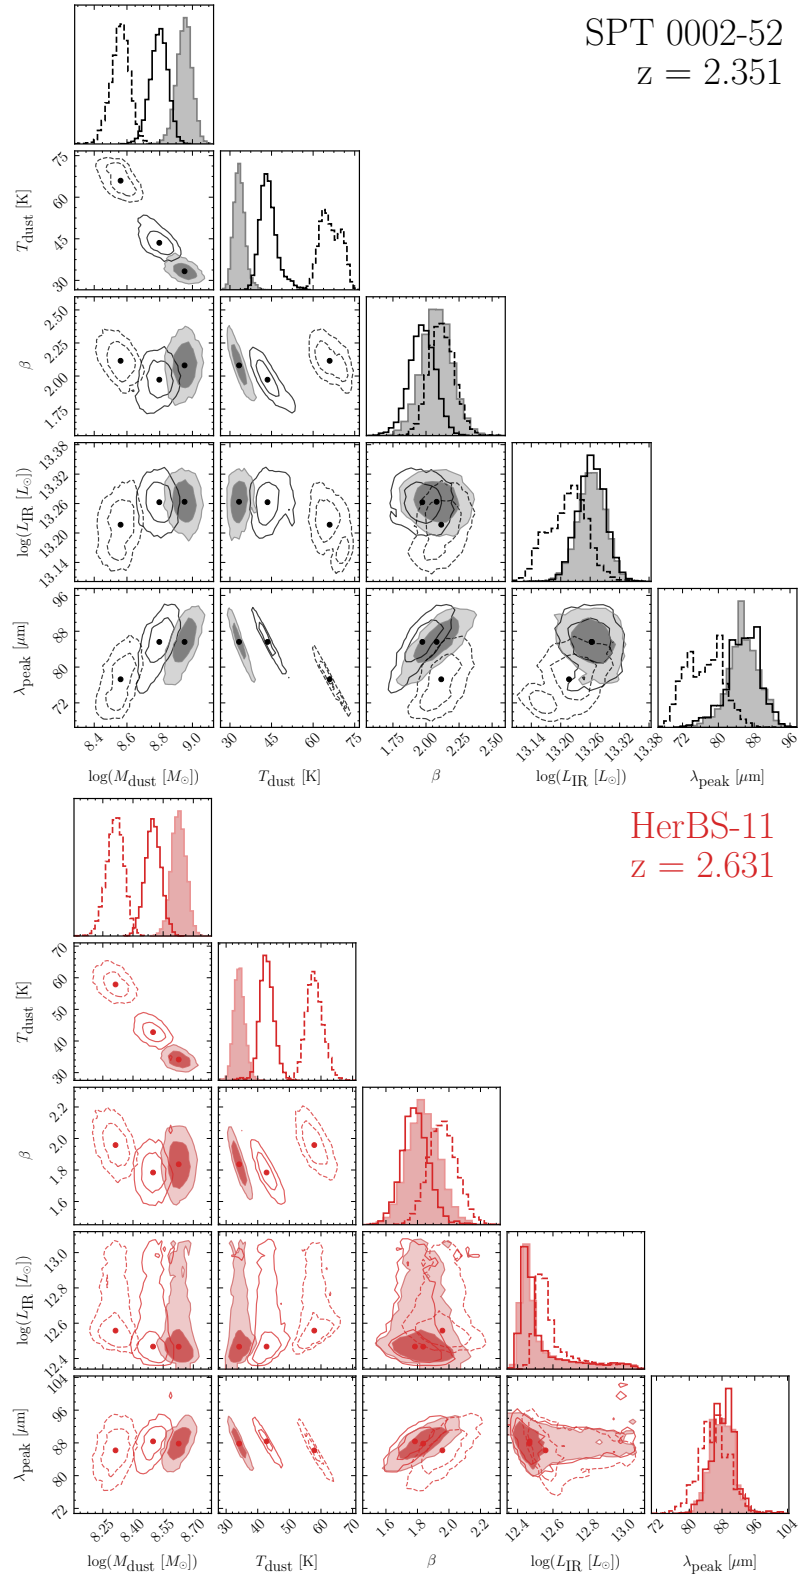 SPT 0002-52
z = 2.351
75
60
45
30
T_dust [K]
2.50
2.25
2.00
1.75
β
13.38
13.32
13.26
13.20
13.14
log(L_IR [L⊙])
96
88
80
72
λ_peak [μm]
8.4 8.6 8.8 9.0 30 45 60 75 1.75 2.00 2.25 2.50 13.14 13.20 13.26 13.32 13.38 72 80 88 96
log(M_dust [M⊙]) T_dust [K] β log(L_IR [L⊙]) λ_peak [μm]
HerBS-11
z = 2.631
70
60
50
40
30
T_dust [K]
2.2
2.0
1.8
1.6
β
13.0
12.8
12.6
12.4
log(L_IR [L⊙])
104
96
88
80
72
λ_peak [μm]
8.25 8.40 8.55 8.70 30 40 50 60 70 1.6 1.8 2.0 2.2 12.4 12.6 12.8 13.0 72 80 88 96 104
log(M_dust [M⊙]) T_dust [K] β log(L_IR [L⊙]) λ_peak [μm]